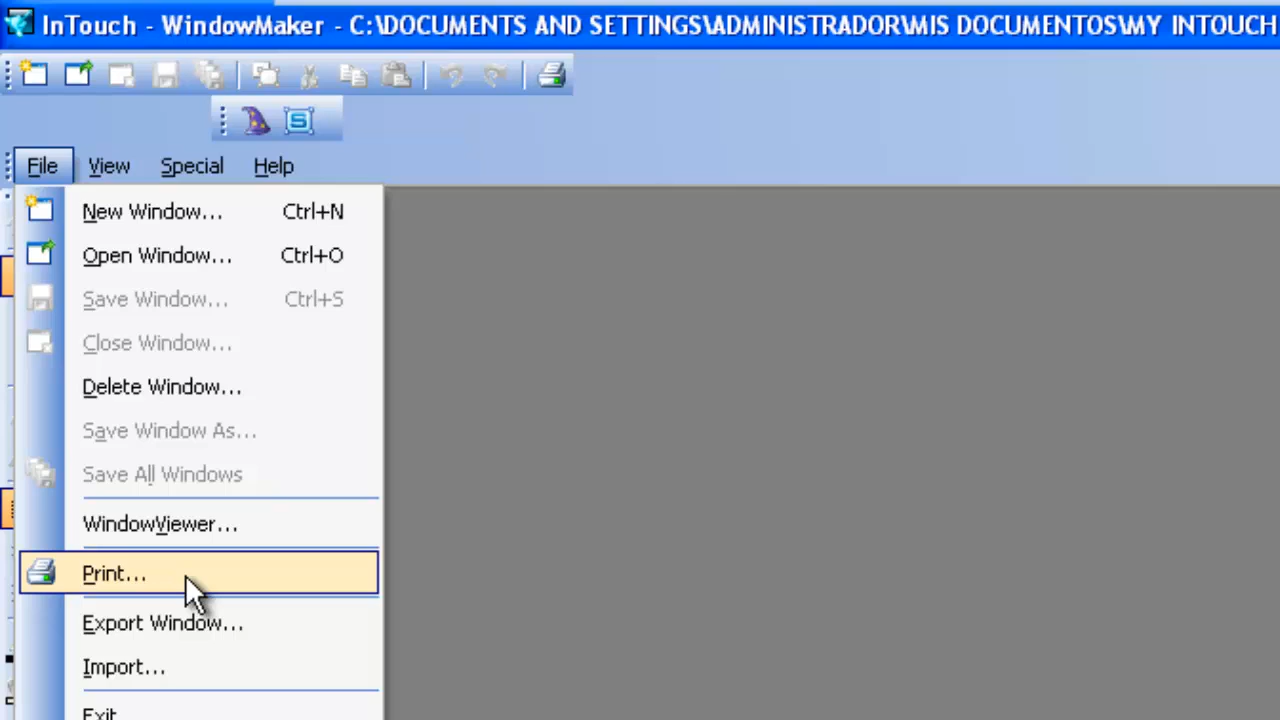 InTouch - WindowMaker - C:\DOCUMENTS AND SETTINGS\ADMINISTRADOR\MIS DOCUMENTOS\MY INTOUCH
File View Special Help
New Window... Ctrl+N
Open Window... Ctrl+O
Save Window... Ctrl+S
Close Window...
Delete Window...
Save Window As...
Save All Windows
WindowViewer...
Print...
Export Window...
Import...
Exit